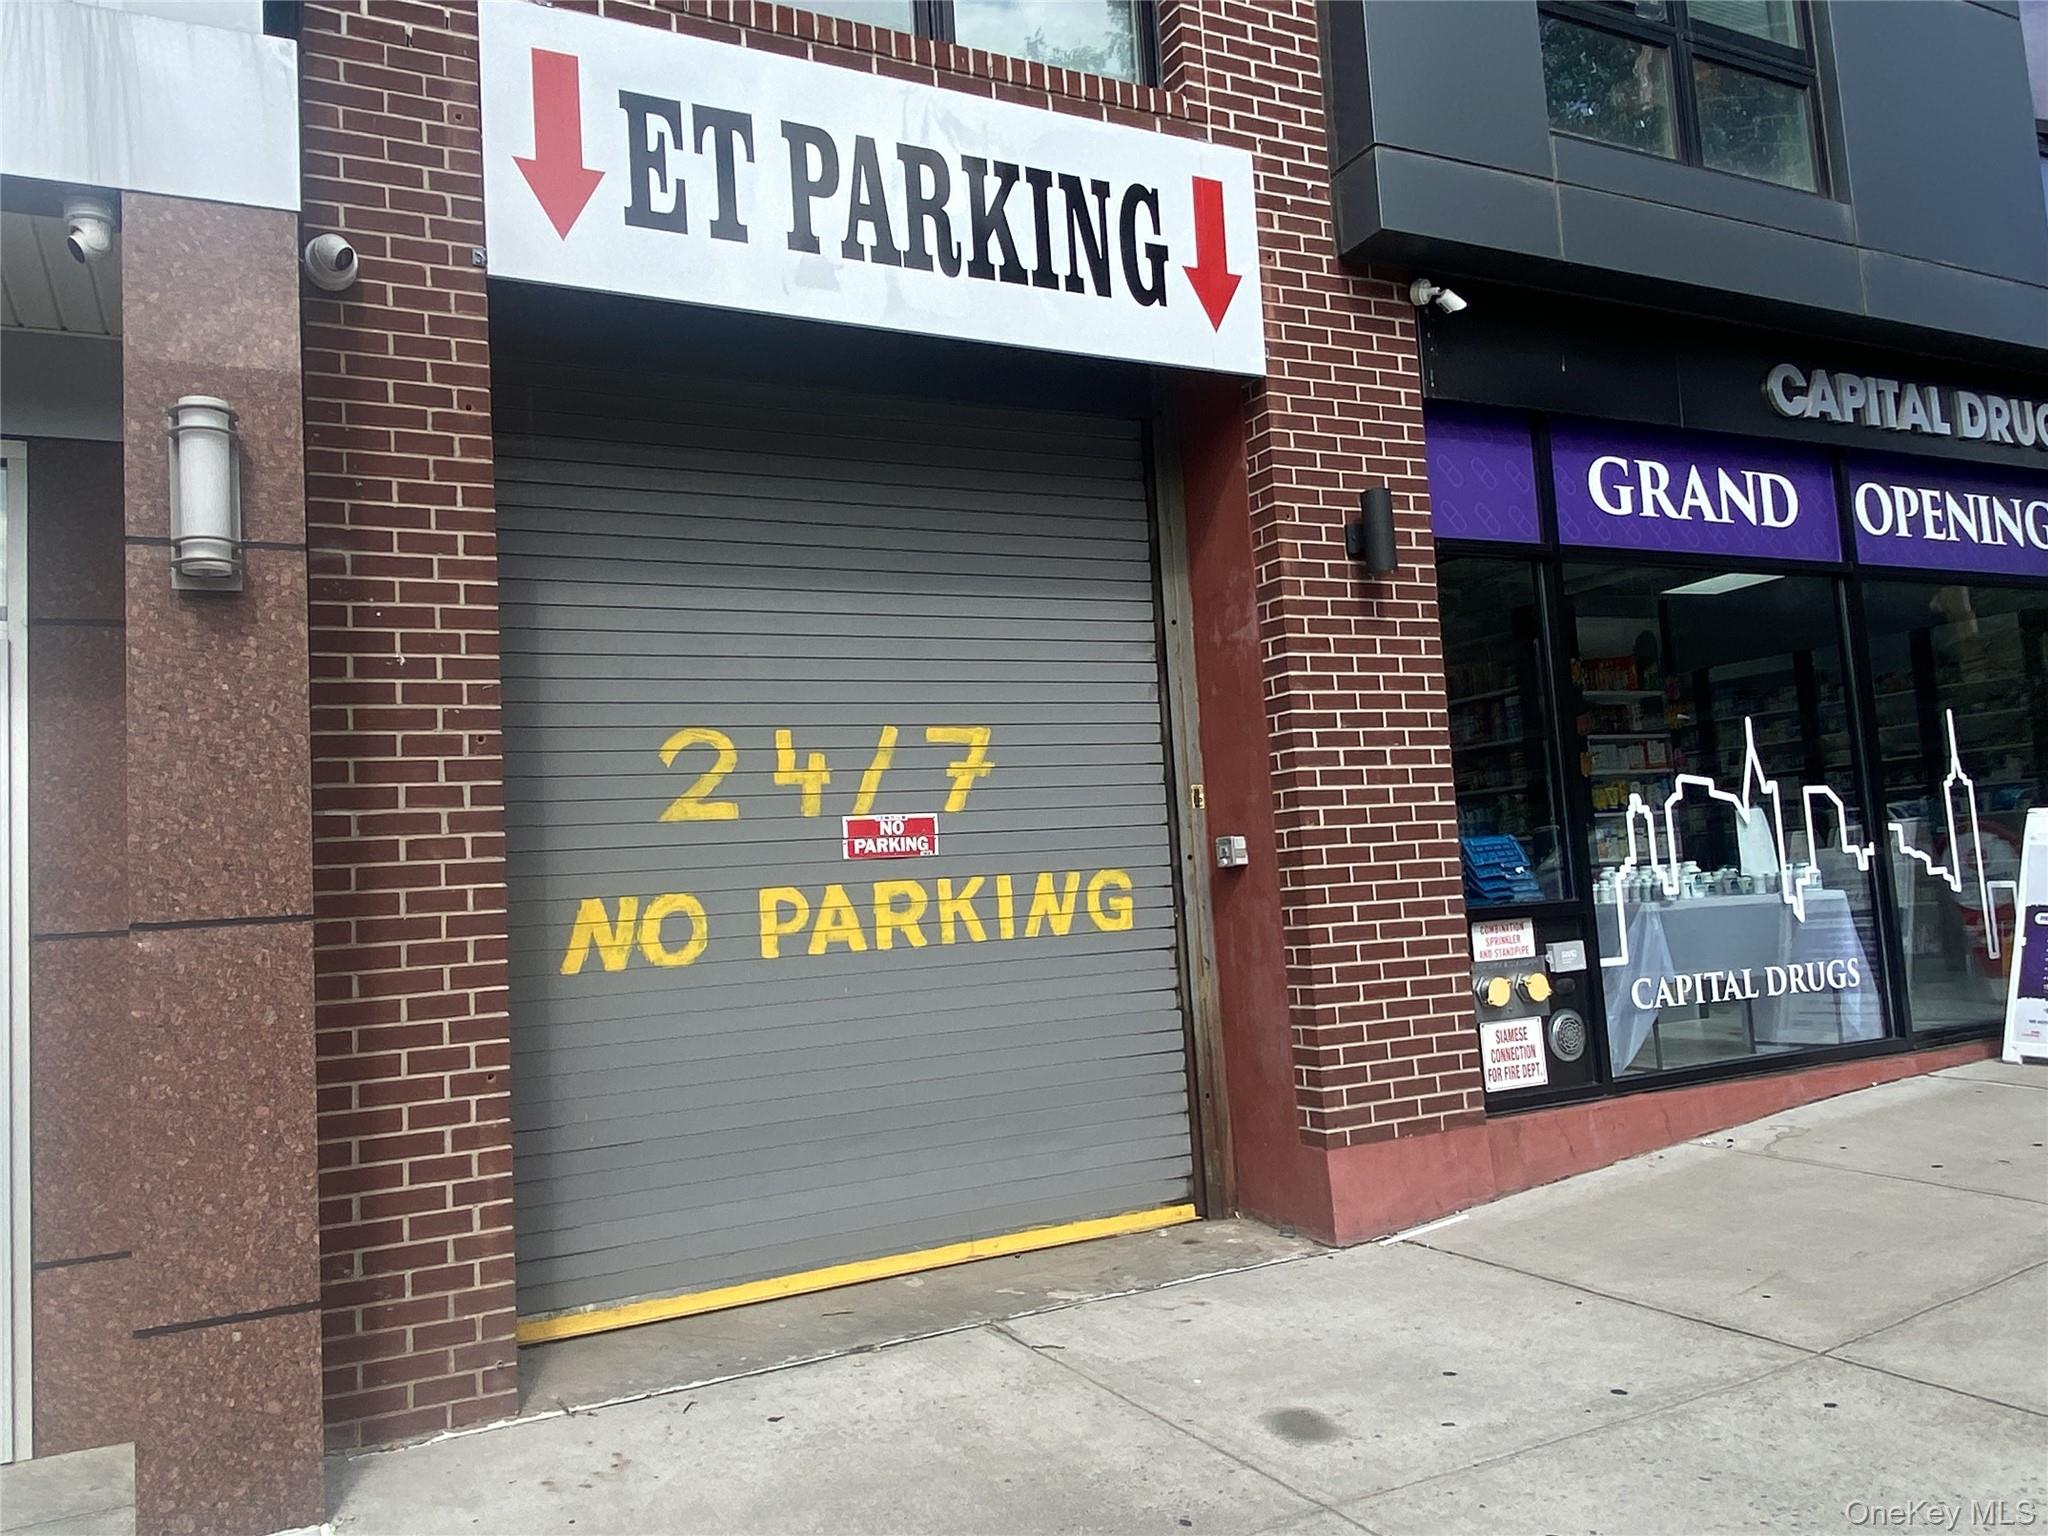 ET PARKING
24/7
NO
PARKING
NO PARKING
CAPITAL DRUG
GRAND OPENING
COMBINATION
SPRINKLER
AND STANDPIPE
SIAMESE
CONNECTION
FOR FIRE DEPT.
CAPITAL DRUGS
OneKey MLS